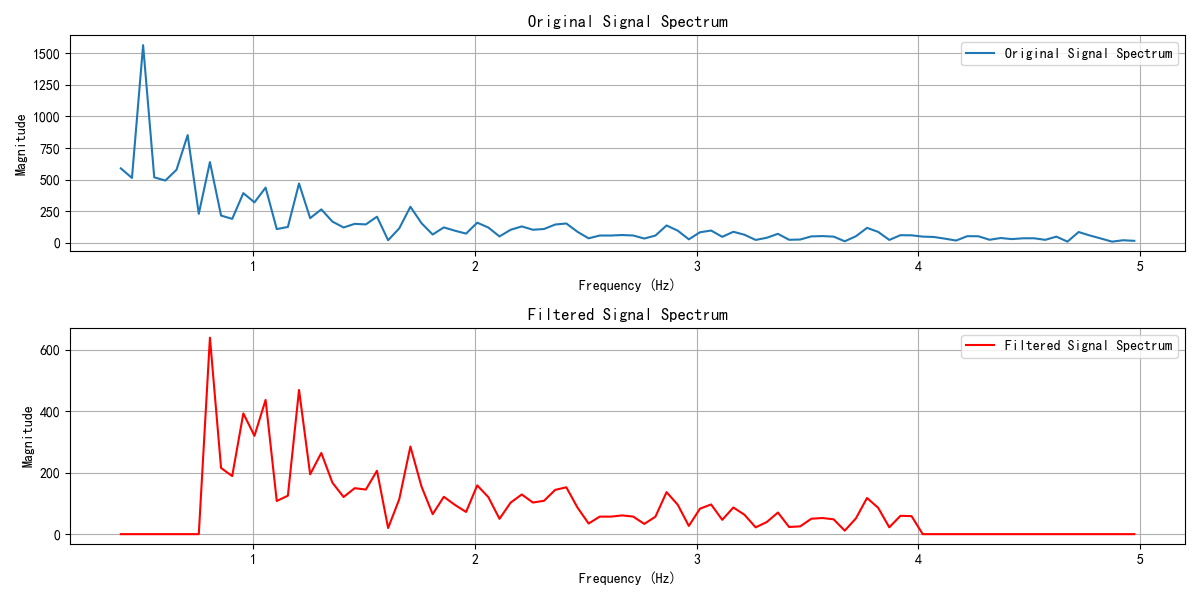 Original Signal Spectrum
1500
1250
1000
750
500
250
0
Magnitude
Original Signal Spectrum
1 2 3 4 5
Frequency (Hz)
Filtered Signal Spectrum
600
400
200
0
Magnitude
Filtered Signal Spectrum
1 2 3 4 5
Frequency (Hz)